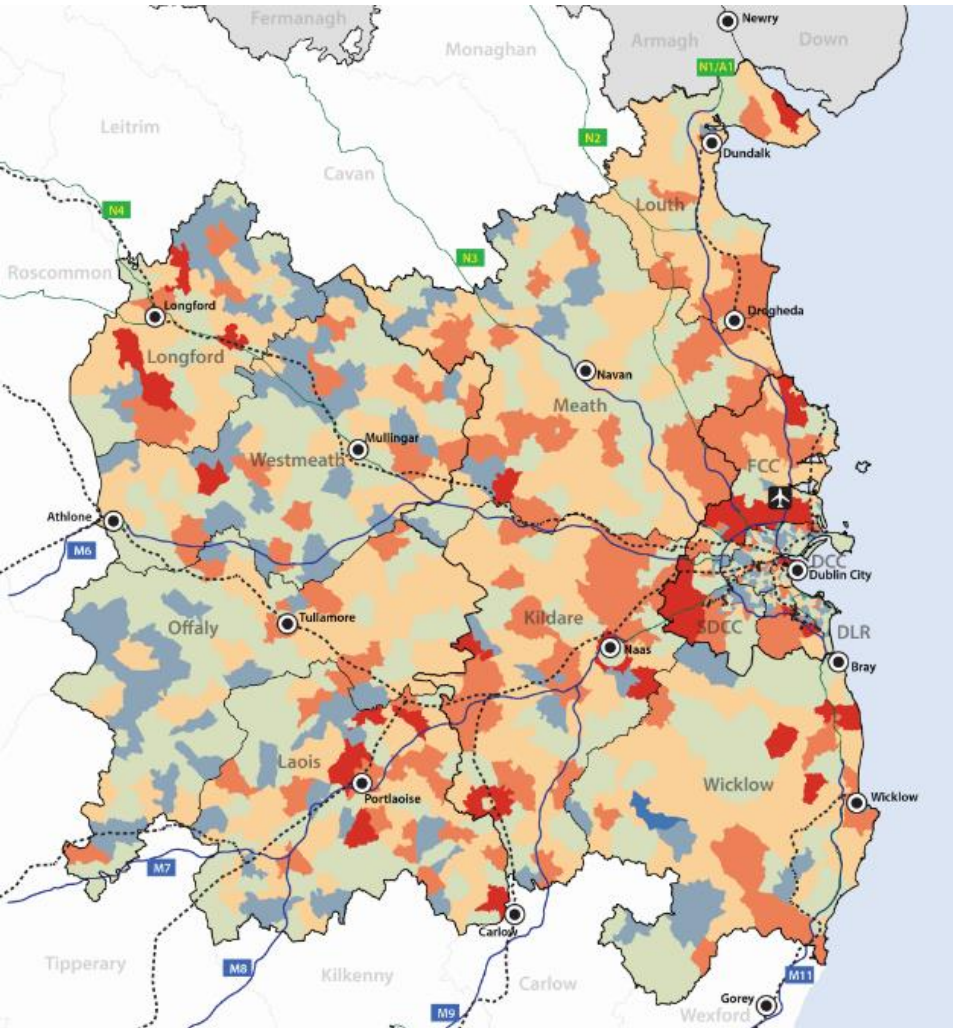 Newry
Fermanagh
Armagh
Down
Monaghan
N1/A1
Leitrim
N2
Dundalk
Cavan
Louth
N4
N3
Roscommon
Longford
Drogheda
Longford
Navan
Meath
Mullingar
Westmeath
FCC
Athlone
M6
DCC
Dublin City
Tullamore
Offaly
Kildare
SDCC
DLR
Naas
Bray
Laois
Wicklow
Portlaoise
Wicklow
M7
Carlow
Tipperary
M8
Kilkenny
Carlow
M11
Gorey
M9
Wexford